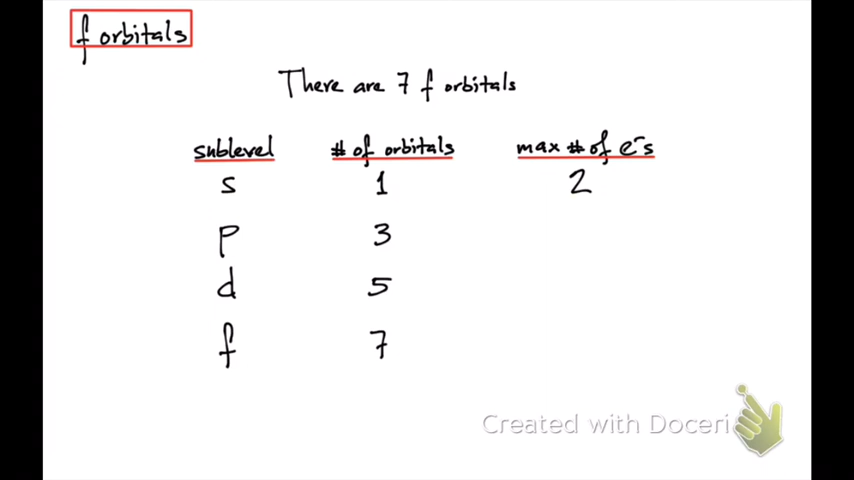 f orbitals
There are 7 f orbitals
sublevel # of orbitals max # of e⁻s
s 1 2
p 3
d 5
f 7
Created with Doceri